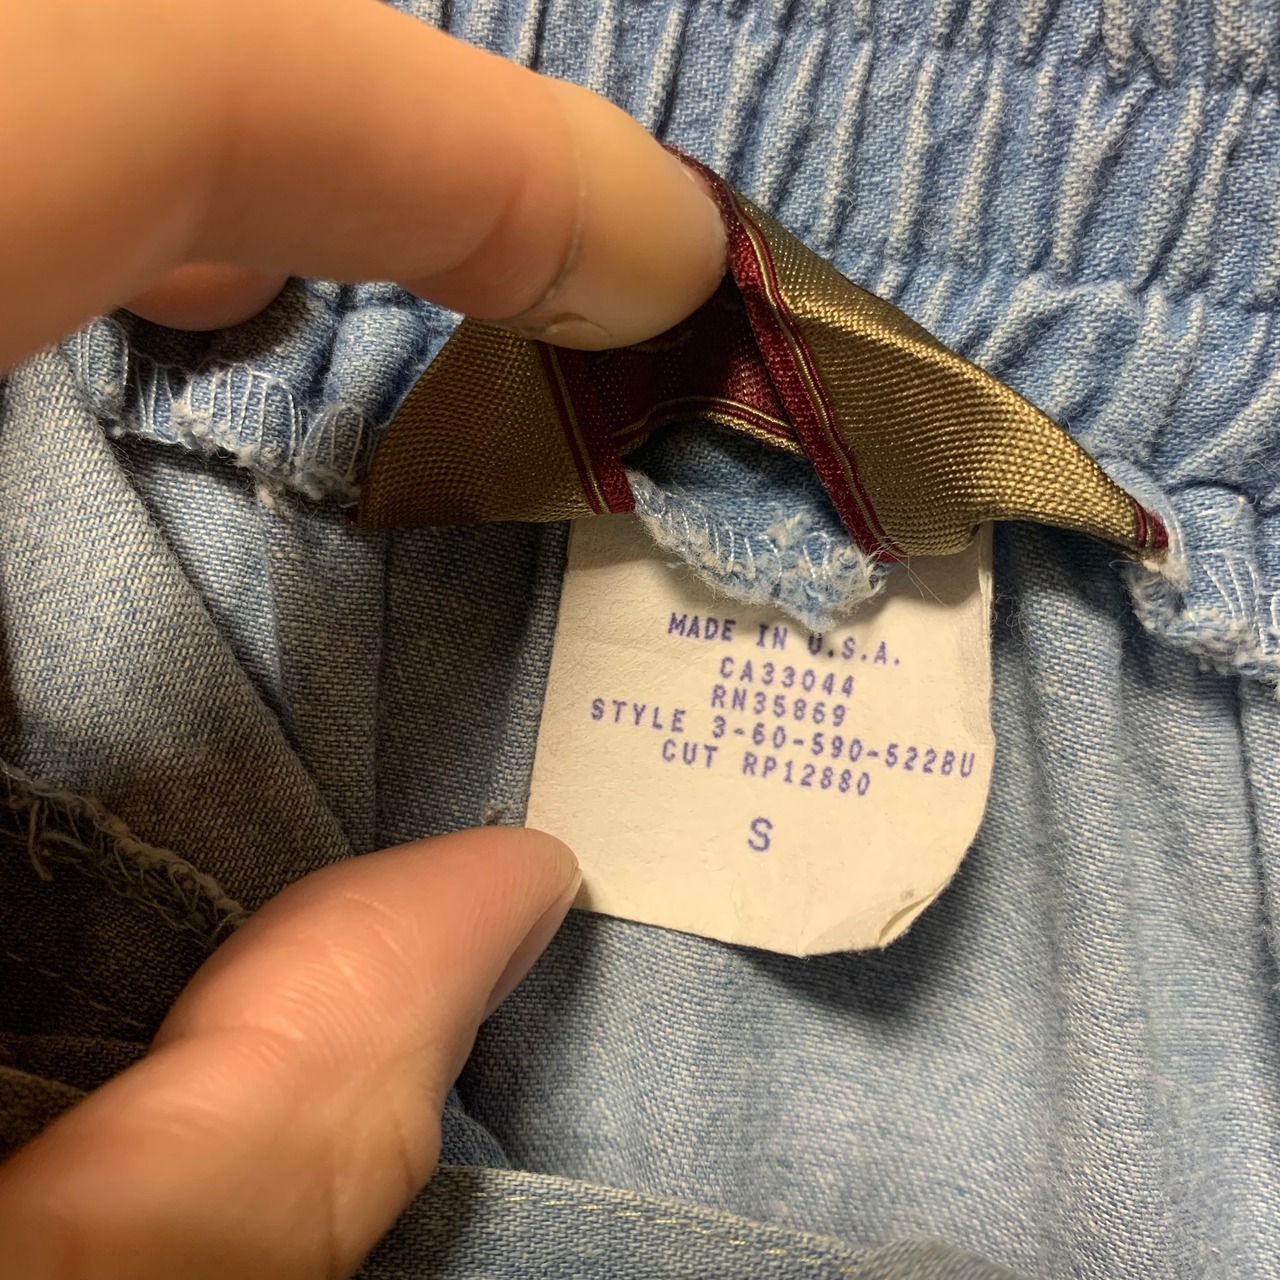 MADE IN U.S.A.
CA33044
RN35869
STYLE 3-60-590-522BU
CUT RP12880
S